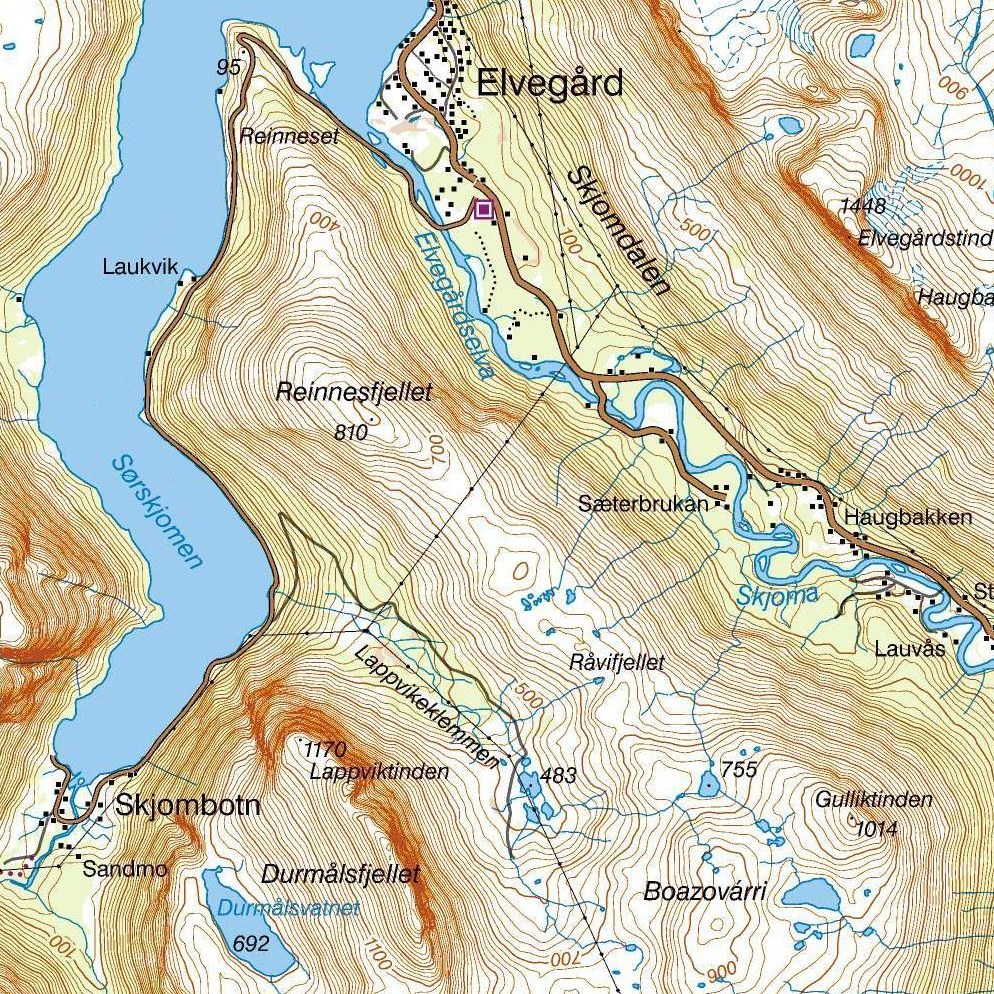 Elvegård
95
Reinneset
900
1000
Skjomdalen
1448
Elvegårdstind
400
500
100
Laukvik
Elvegårdselva
Haugba
Reinnesfjellet
810
700
Sørskjomen
Sæterbrukan
Haugbakken
Skjoma
St
Lauvås
Lappvikeklemmen
Råvifjellet
500
1170
Lappviktinden
483
755
Gulliktinden
1014
Skjombotn
Sandmo
Durmålsfjellet
Boazovárri
Durmålsvatnet
692
100
1100
700
900